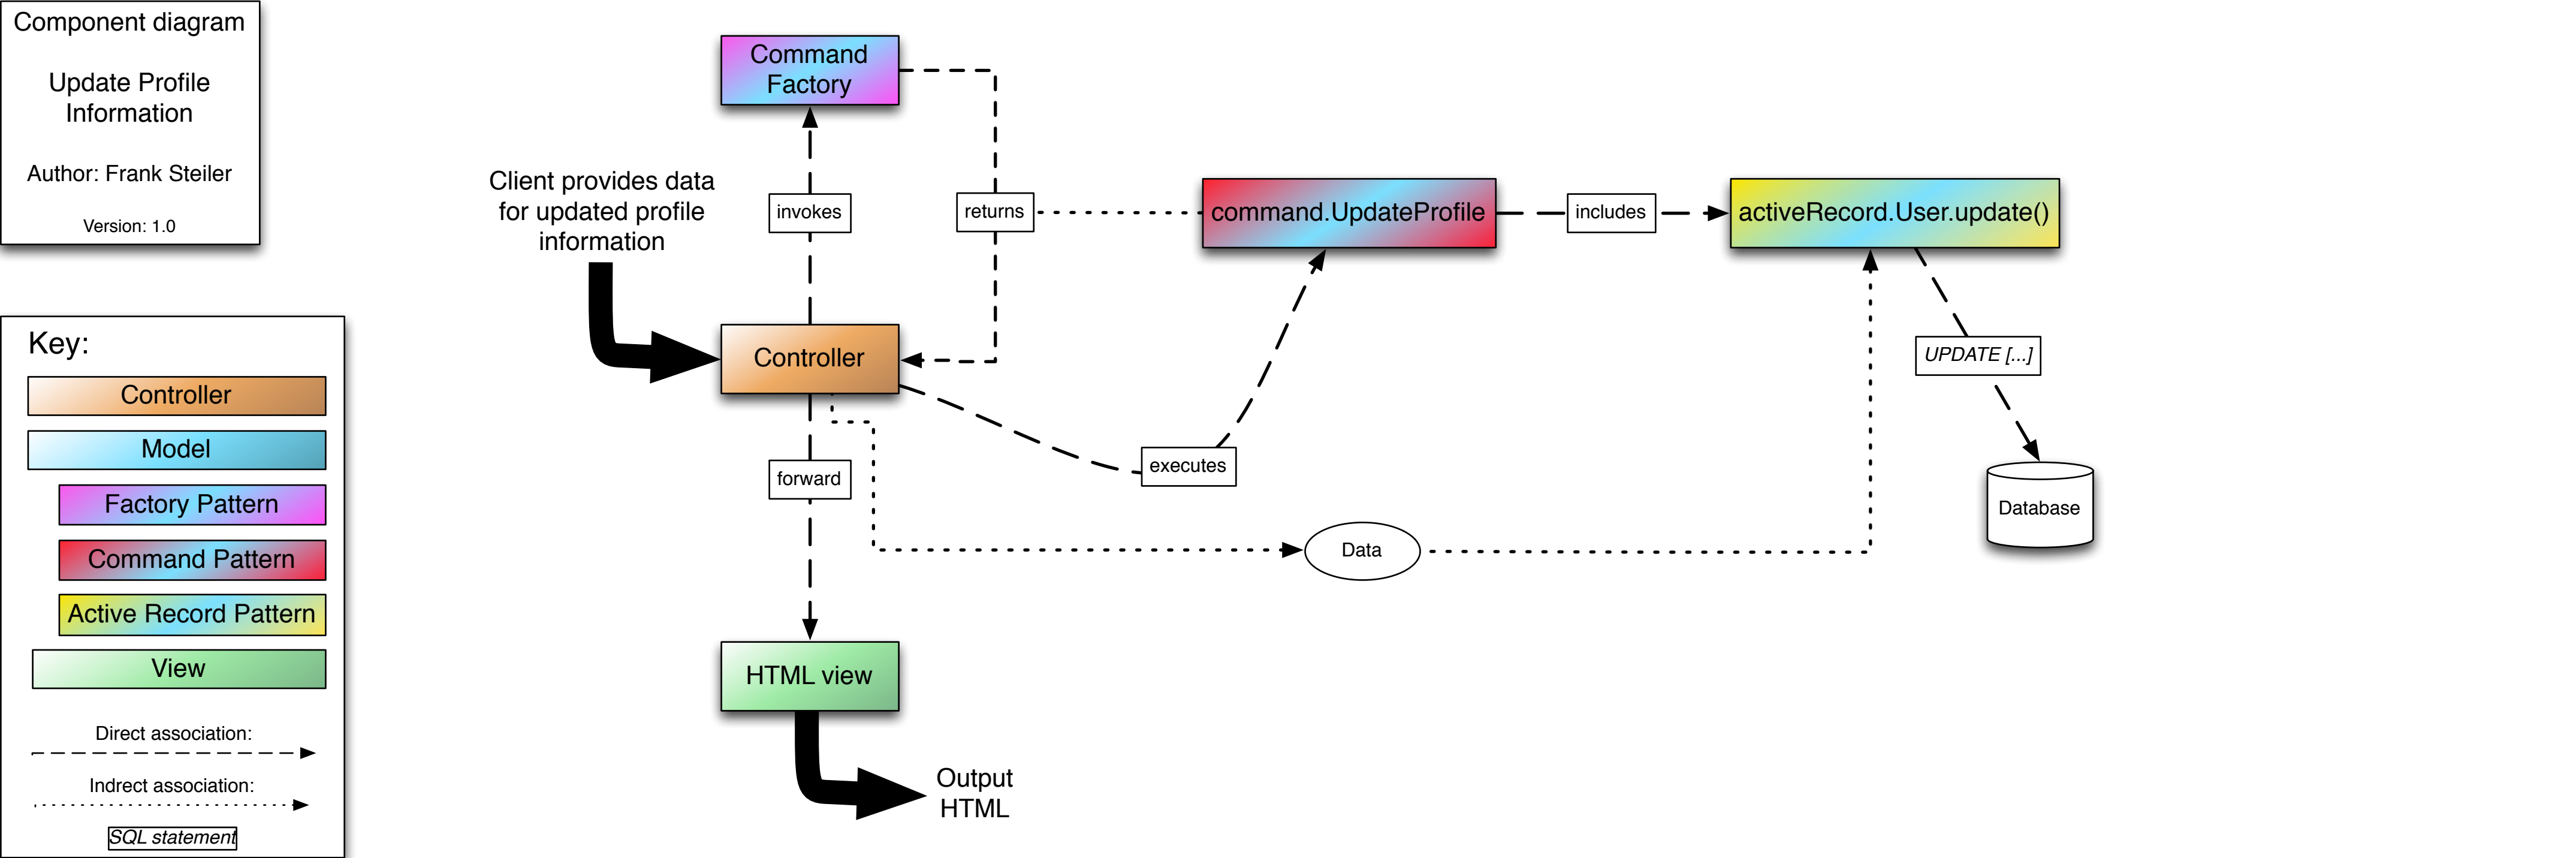 Component diagram
Update Profile
Information
Author: Frank Steiler
Version: 1.0
Key:
Controller
Model
Factory Pattern
Command Pattern
Active Record Pattern
View
Direct association:
Indirect association:
SQL statement
Command
Factory
Client provides data
for updated profile
information
invokes
returns
command.UpdateProfile
includes
activeRecord.User.update()
Controller
UPDATE [...]
executes
forward
Data
Database
HTML view
Output
HTML